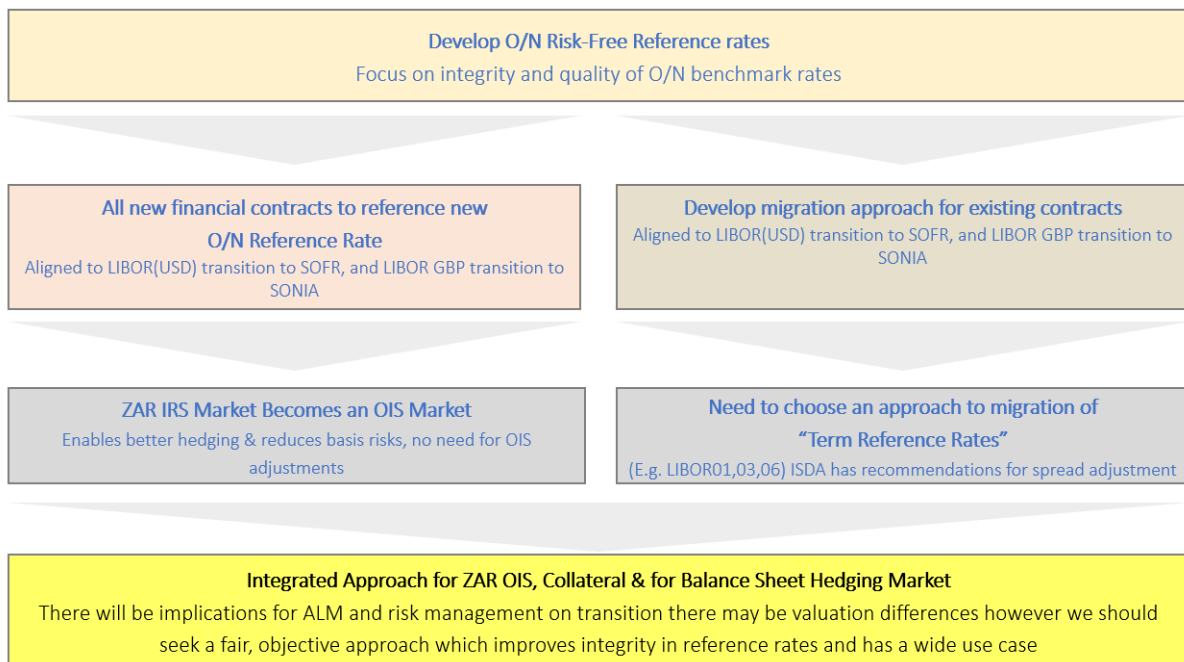 Develop O/N Risk-Free Reference rates
Focus on integrity and quality of O/N benchmark rates
All new financial contracts to reference new
O/N Reference Rate
Aligned to LIBOR(USD) transition to SOFR, and LIBOR GBP transition to
SONIA
Develop migration approach for existing contracts
Aligned to LIBOR(USD) transition to SOFR, and LIBOR GBP transition to
SONIA
ZAR IRS Market Becomes an OIS Market
Enables better hedging & reduces basis risks, no need for OIS
adjustments
Need to choose an approach to migration of
“Term Reference Rates”
(E.g. LIBOR01,03,06) ISDA has recommendations for spread adjustment
Integrated Approach for ZAR OIS, Collateral & for Balance Sheet Hedging Market
There will be implications for ALM and risk management on transition there may be valuation differences however we should
seek a fair, objective approach which improves integrity in reference rates and has a wide use case